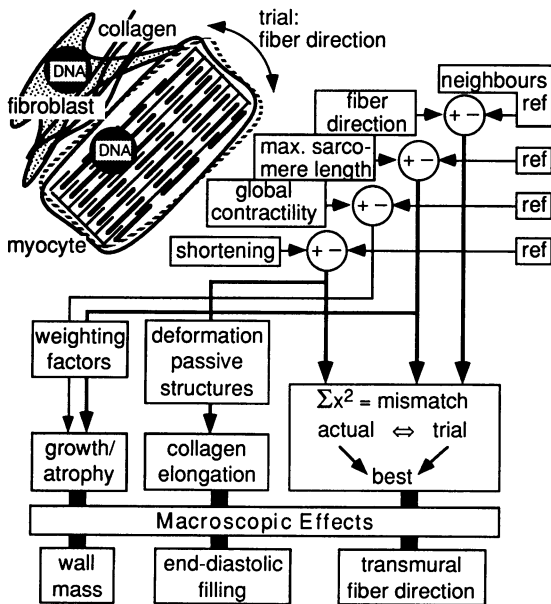 collagen
trial:
fiber direction
DNA
fibroblast
DNA
myocyte
neighbours
ref
fiber
direction
max. sarco-
mere length
ref
global
contractility
ref
shortening
ref
+ -
+ -
+ -
+ -
weighting
factors
deformation
passive
structures
Σx² = mismatch
actual ⇔ trial
best
growth/
atrophy
collagen
elongation
Macroscopic Effects
wall
mass
end-diastolic
filling
transmural
fiber direction